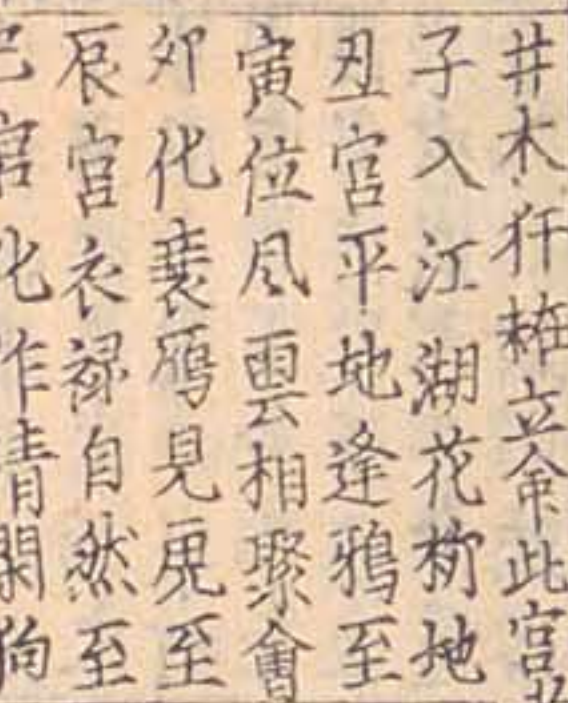 井木犴立命此宮
子入江湖花柳地
丑宮平地逢鴉至
寅位風雲相聚會
卯化鴈見至
辰宮衣禄自然至
巳宮化作青狗